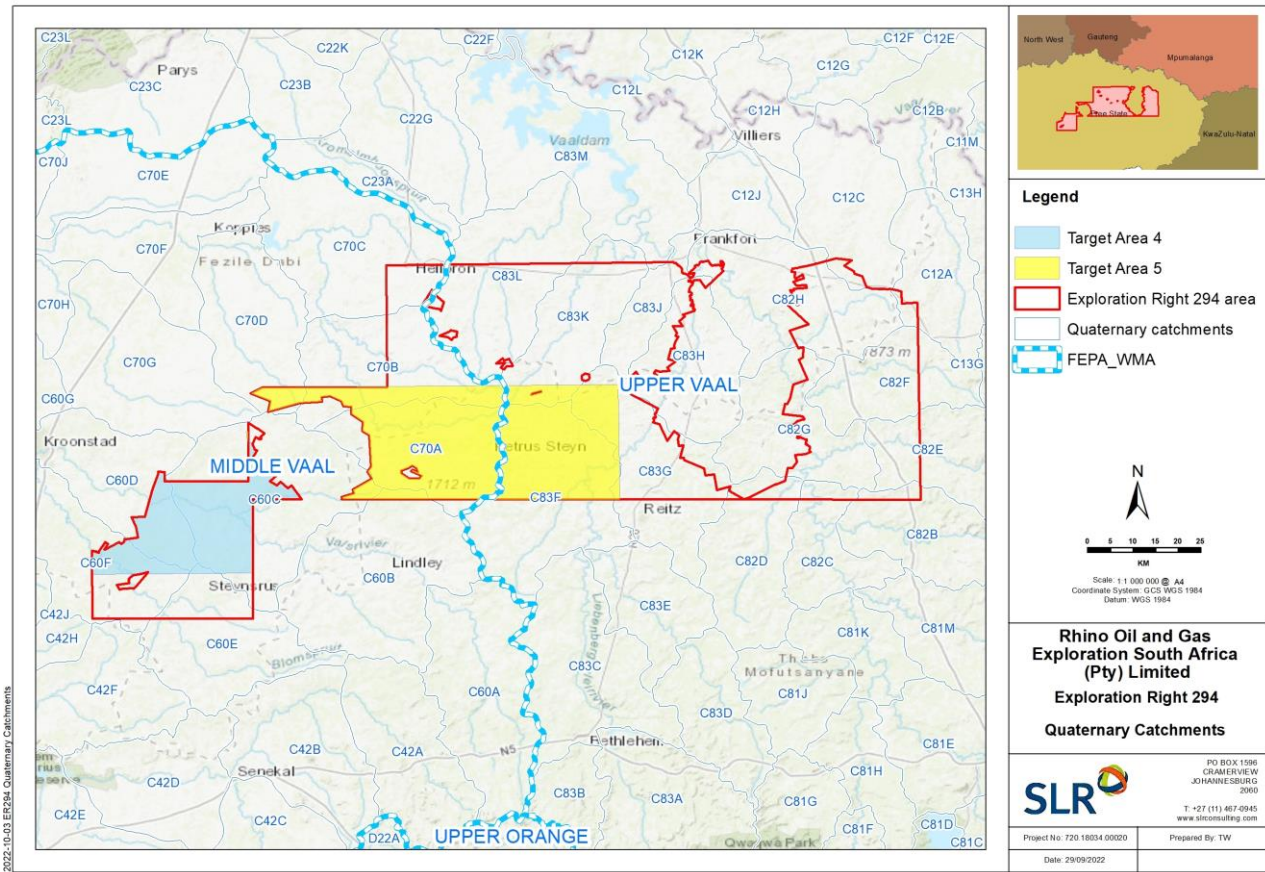 C23L
C22K
C22F
C12K
C12F
C12E
Parys
C23B
C12G
C23C
C12L
C12B
C23L
C22G
C12H
Villiers
Vaaldam
C83M
C11M
C70J
C70E
C23A
C12J
C12C
C13H
Koppies
C70F
C70C
Frankfort
Fezile Dabi
Heilbron
C83L
C12A
C70H
C82H
C83K
C83J
C70D
C83H
C70G
C70B
1873 m
C13G
C60G
UPPER VAAL
C82F
Kroonstad
C70A
Petrus Steyn
C82G
C82E
MIDDLE VAAL
C83G
C60D
1712 m
C60C
C83F
Reitz
C82B
Valsrivier
Lindley
C82D
C82C
C60F
C60B
Steynsrus
C42J
C83E
C42H
C81K
C81M
C60E
Liebenbergsvleirivier
Blomspruit
C83C
Thabo
Mofutsanyane
C42F
C60A
C81J
C83D
C42B
C42A
N5
Bethlehem
C81E
Senekal
C42D
C81H
C83B
C83A
C42E
C42C
C81G
UPPER ORANGE
D22A
C81F
C81D
Qwaqwa Park
C81C
North West
Gauteng
Mpumalanga
Free State
KwaZulu-Natal
Legend
Target Area 4
Target Area 5
Exploration Right 294 area
Quaternary catchments
FEPA_WMA
N
0 5 10 15 20 25
KM
Scale: 1:1 000 000 @ A4
Coordinate System: GCS WGS 1984
Datum: WGS 1984
Rhino Oil and Gas
Exploration South Africa
(Pty) Limited
Exploration Right 294
Quaternary Catchments
SLR
PO BOX 1596
CRAMERVIEW
JOHANNESBURG
2060
T: +27 (11) 467-0945
www.slrconsulting.com
Project No: 720.18034.00020
Prepared By: TW
Date: 29/09/2022
2022-10-03 ER294 Quaternary Catchments